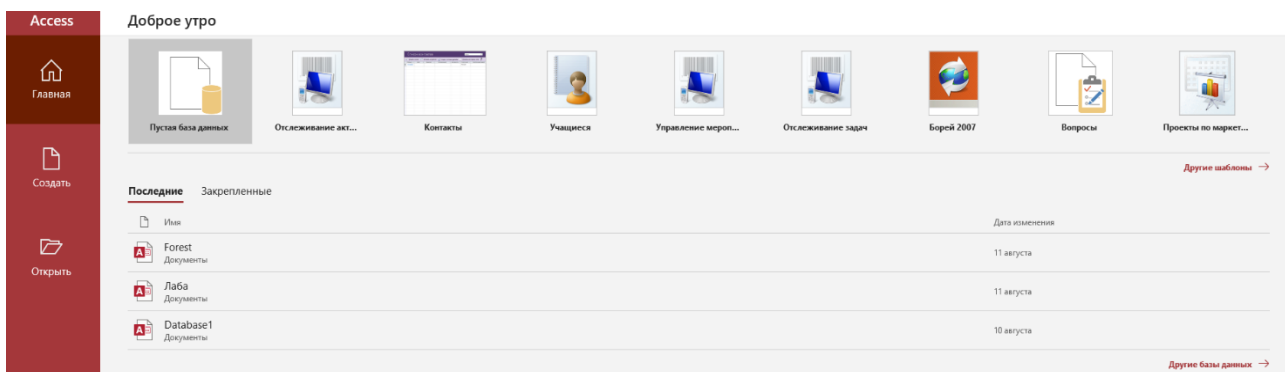 Access
Доброе утро
Главная
Создать
Открыть
Пустая база данных
Отслеживание акт...
Контакты
Учащиеся
Управление мероп...
Отслеживание задач
Борей 2007
Вопросы
Проекты по маркет...
Другие шаблоны →
Последние Закрепленные
Имя Дата изменения
Forest
Документы
11 августа
Лаба
Документы
11 августа
Database1
Документы
10 августа
Другие базы данных →